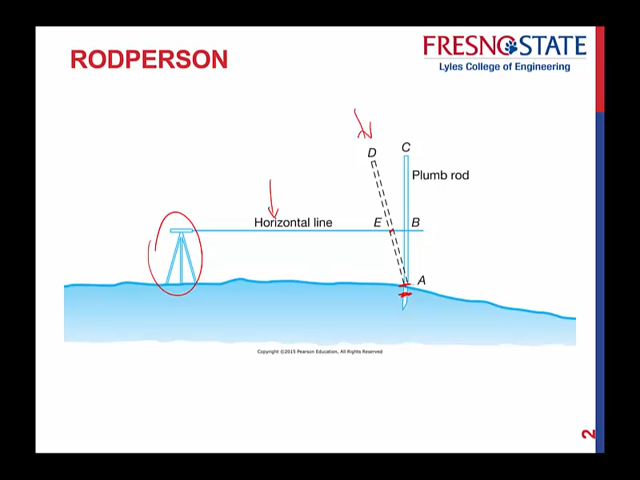 RODPERSON
FRESNO STATE
Lyles College of Engineering
D
C
Plumb rod
Horizontal line
E
B
A
Copyright ©2015 Pearson Education, All Rights Reserved
2